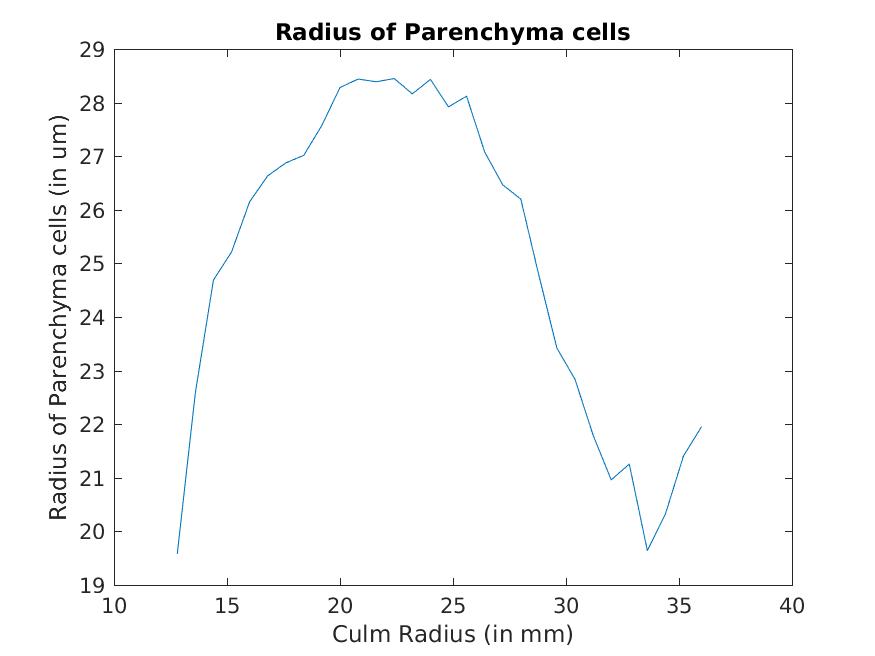 Radius of Parenchyma cells
29
28
27
26
25
24
23
22
21
20
19
Radius of Parenchyma cells (in um)
10 15 20 25 30 35 40
Culm Radius (in mm)